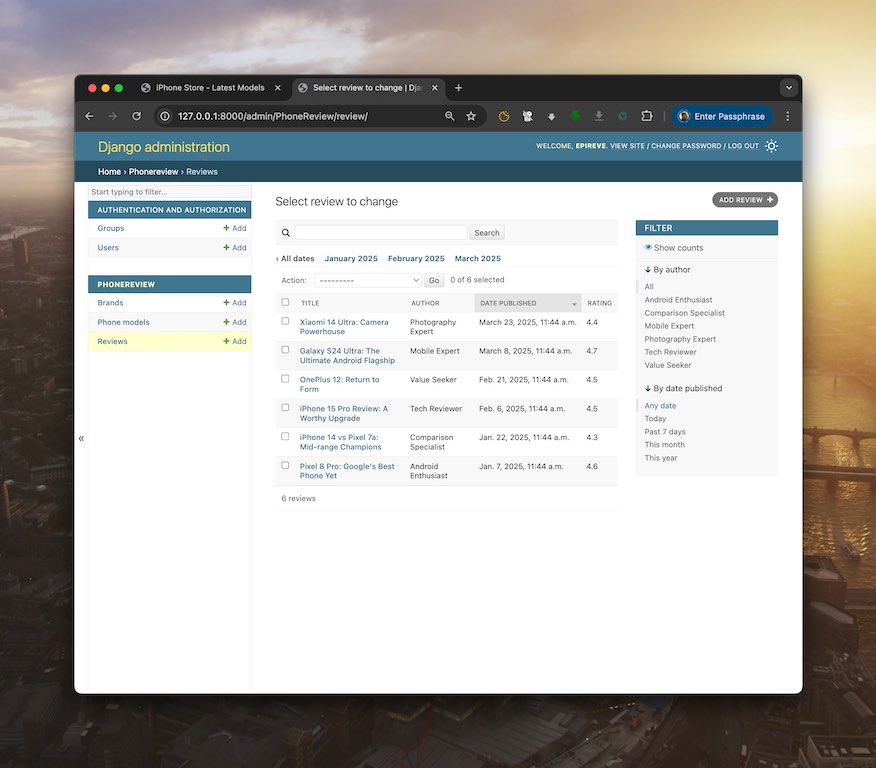 iPhone Store - Latest Models
Select review to change | Dja
127.0.0.1:8000/admin/PhoneReview/review/
Enter Passphrase
Django administration
WELCOME, EPIREVE. VIEW SITE / CHANGE PASSWORD / LOG OUT
Home › Phonereview › Reviews
Start typing to filter...
AUTHENTICATION AND AUTHORIZATION
Groups + Add
Users + Add
PHONEREVIEW
Brands + Add
Phone models + Add
Reviews + Add
«
Select review to change
ADD REVIEW +
Search
‹ All dates January 2025 February 2025 March 2025
Action: --------- Go 0 of 6 selected
TITLE AUTHOR DATE PUBLISHED RATING
Xiaomi 14 Ultra: Camera Photography March 23, 2025, 11:44 a.m. 4.4
Powerhouse Expert
Galaxy S24 Ultra: The Mobile Expert March 8, 2025, 11:44 a.m. 4.7
Ultimate Android Flagship
OnePlus 12: Return to Value Seeker Feb. 21, 2025, 11:44 a.m. 4.5
Form
iPhone 15 Pro Review: A Tech Reviewer Feb. 6, 2025, 11:44 a.m. 4.5
Worthy Upgrade
iPhone 14 vs Pixel 7a: Comparison Jan. 22, 2025, 11:44 a.m. 4.3
Mid-range Champions Specialist
Pixel 8 Pro: Google's Best Android Jan. 7, 2025, 11:44 a.m. 4.6
Phone Yet Enthusiast
6 reviews
FILTER
Show counts
↓ By author
All
Android Enthusiast
Comparison Specialist
Mobile Expert
Photography Expert
Tech Reviewer
Value Seeker
↓ By date published
Any date
Today
Past 7 days
This month
This year